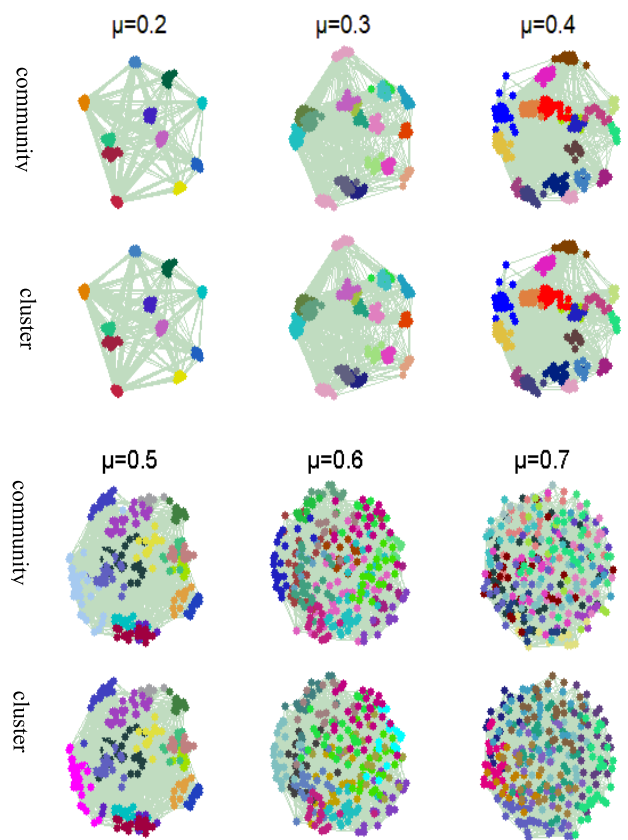 μ=0.2 μ=0.3 μ=0.4
community
cluster
μ=0.5 μ=0.6 μ=0.7
community
cluster